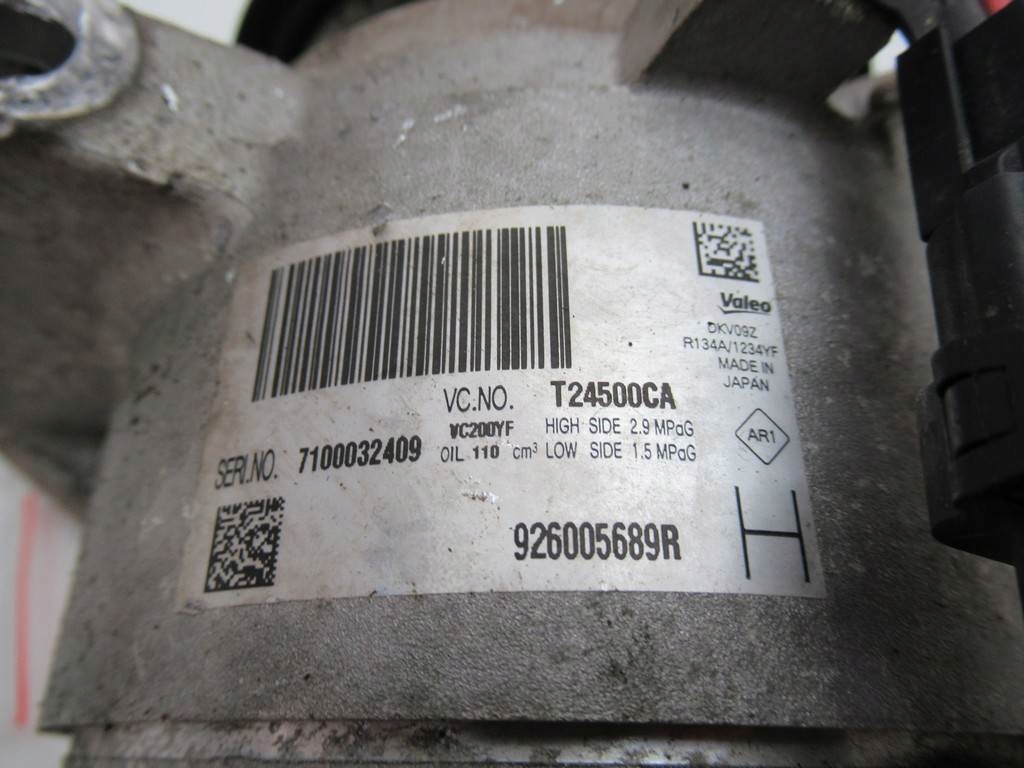 Valeo
DKV09Z
R134A/1234YF
MADE IN
JAPAN
VC.NO. T24500CA
VC200YF HIGH SIDE 2.9 MPaG
SERI.NO. 7100032409 OIL 110 cm³ LOW SIDE 1.5 MPaG
AR1
926005689R H